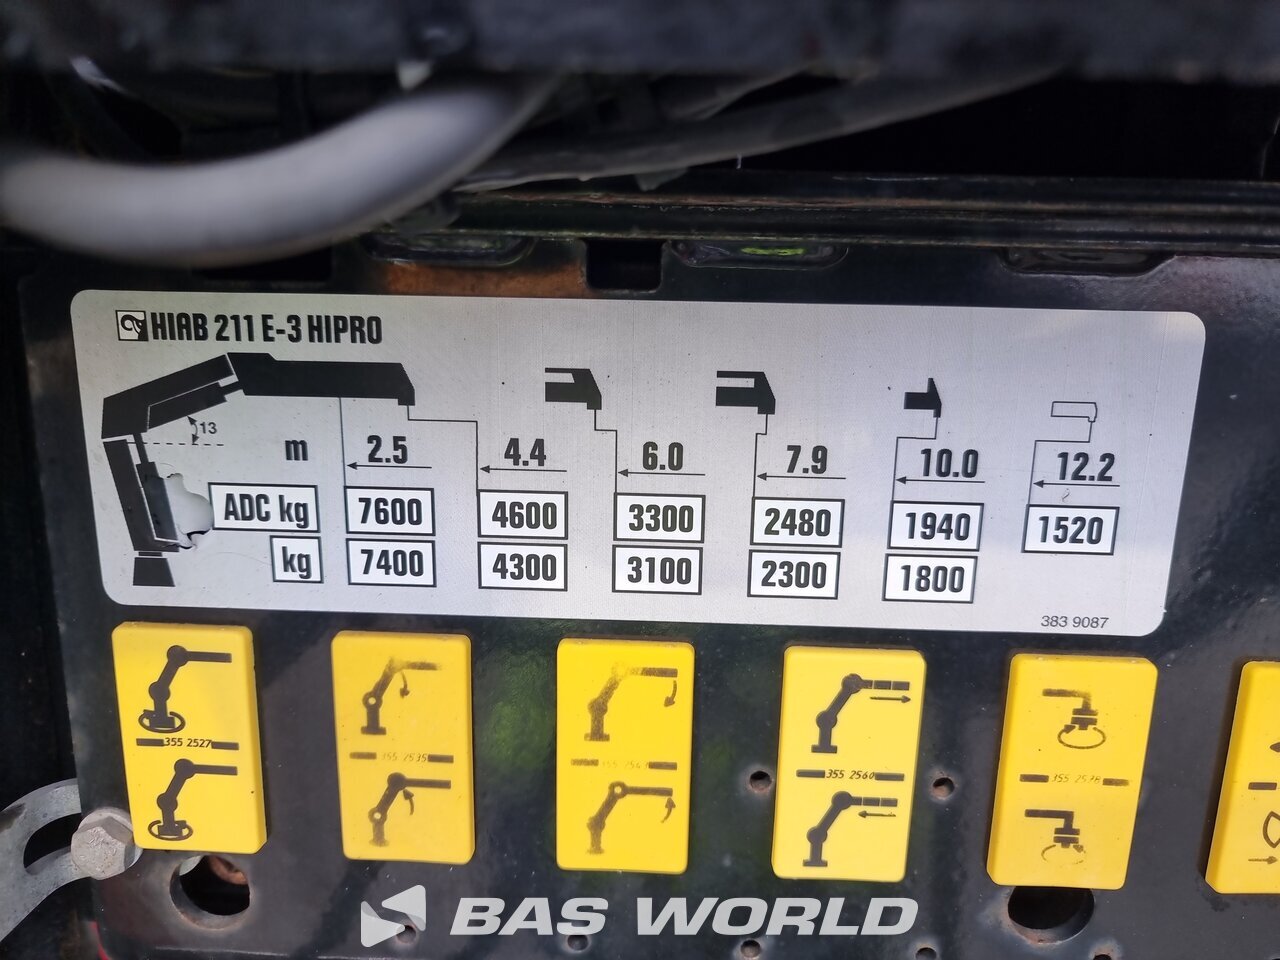 HIAB 211 E-3 HIPRO
13
m 2.5 4.4 6.0 7.9 10.0 12.2
ADC kg 7600 4600 3300 2480 1940 1520
kg 7400 4300 3100 2300 1800
383 9087
355 2527 355 2535 355 2560 355 2538
BAS WORLD